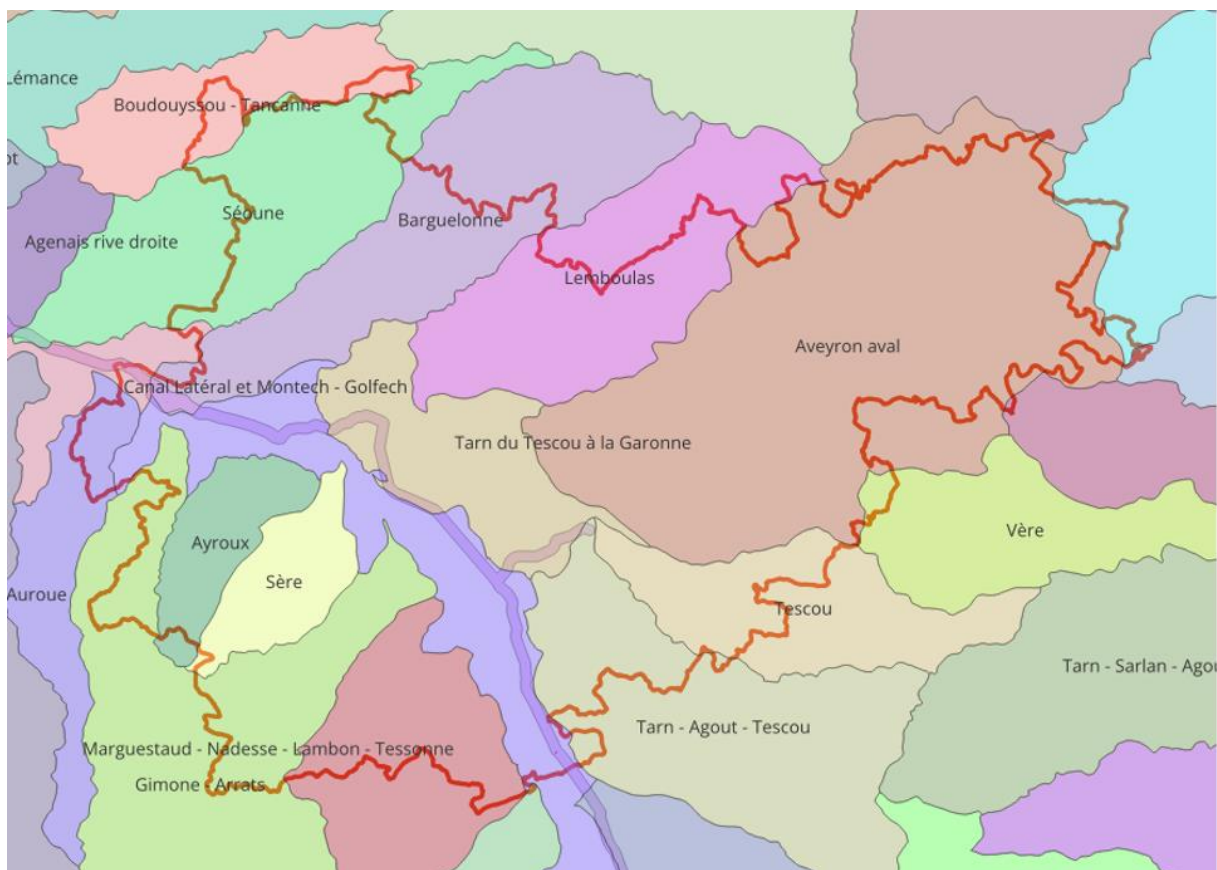 Lémance
Boudouyssou - Tancanne
ot
Séoune
Agenais rive droite
Barguelonne
Lemboulas
Aveyron aval
Canal Latéral et Montech - Golfech
Tarn du Tescou à la Garonne
Vère
Ayroux
Sère
Auroue
Tescou
Tarn - Sarlan - Agou
Tarn - Agout - Tescou
Marguestaud - Nadesse - Lambon - Tessonne
Gimone - Arrats